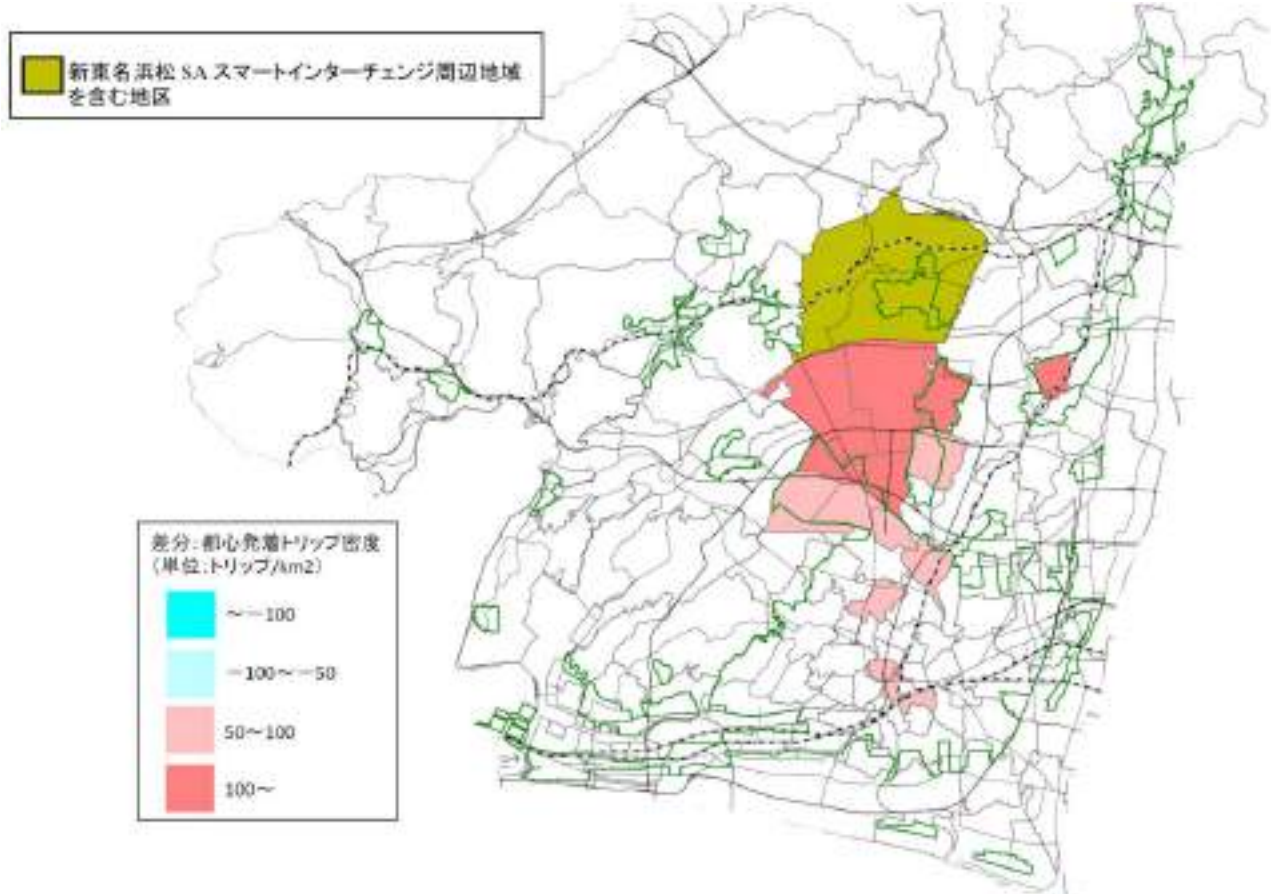 新東名浜松SAスマートインターチェンジ周辺地域
を含む地区
差分:都心発着トリップ密度
(単位:トリップ/km2)
～－100
－100～－50
50～100
100～